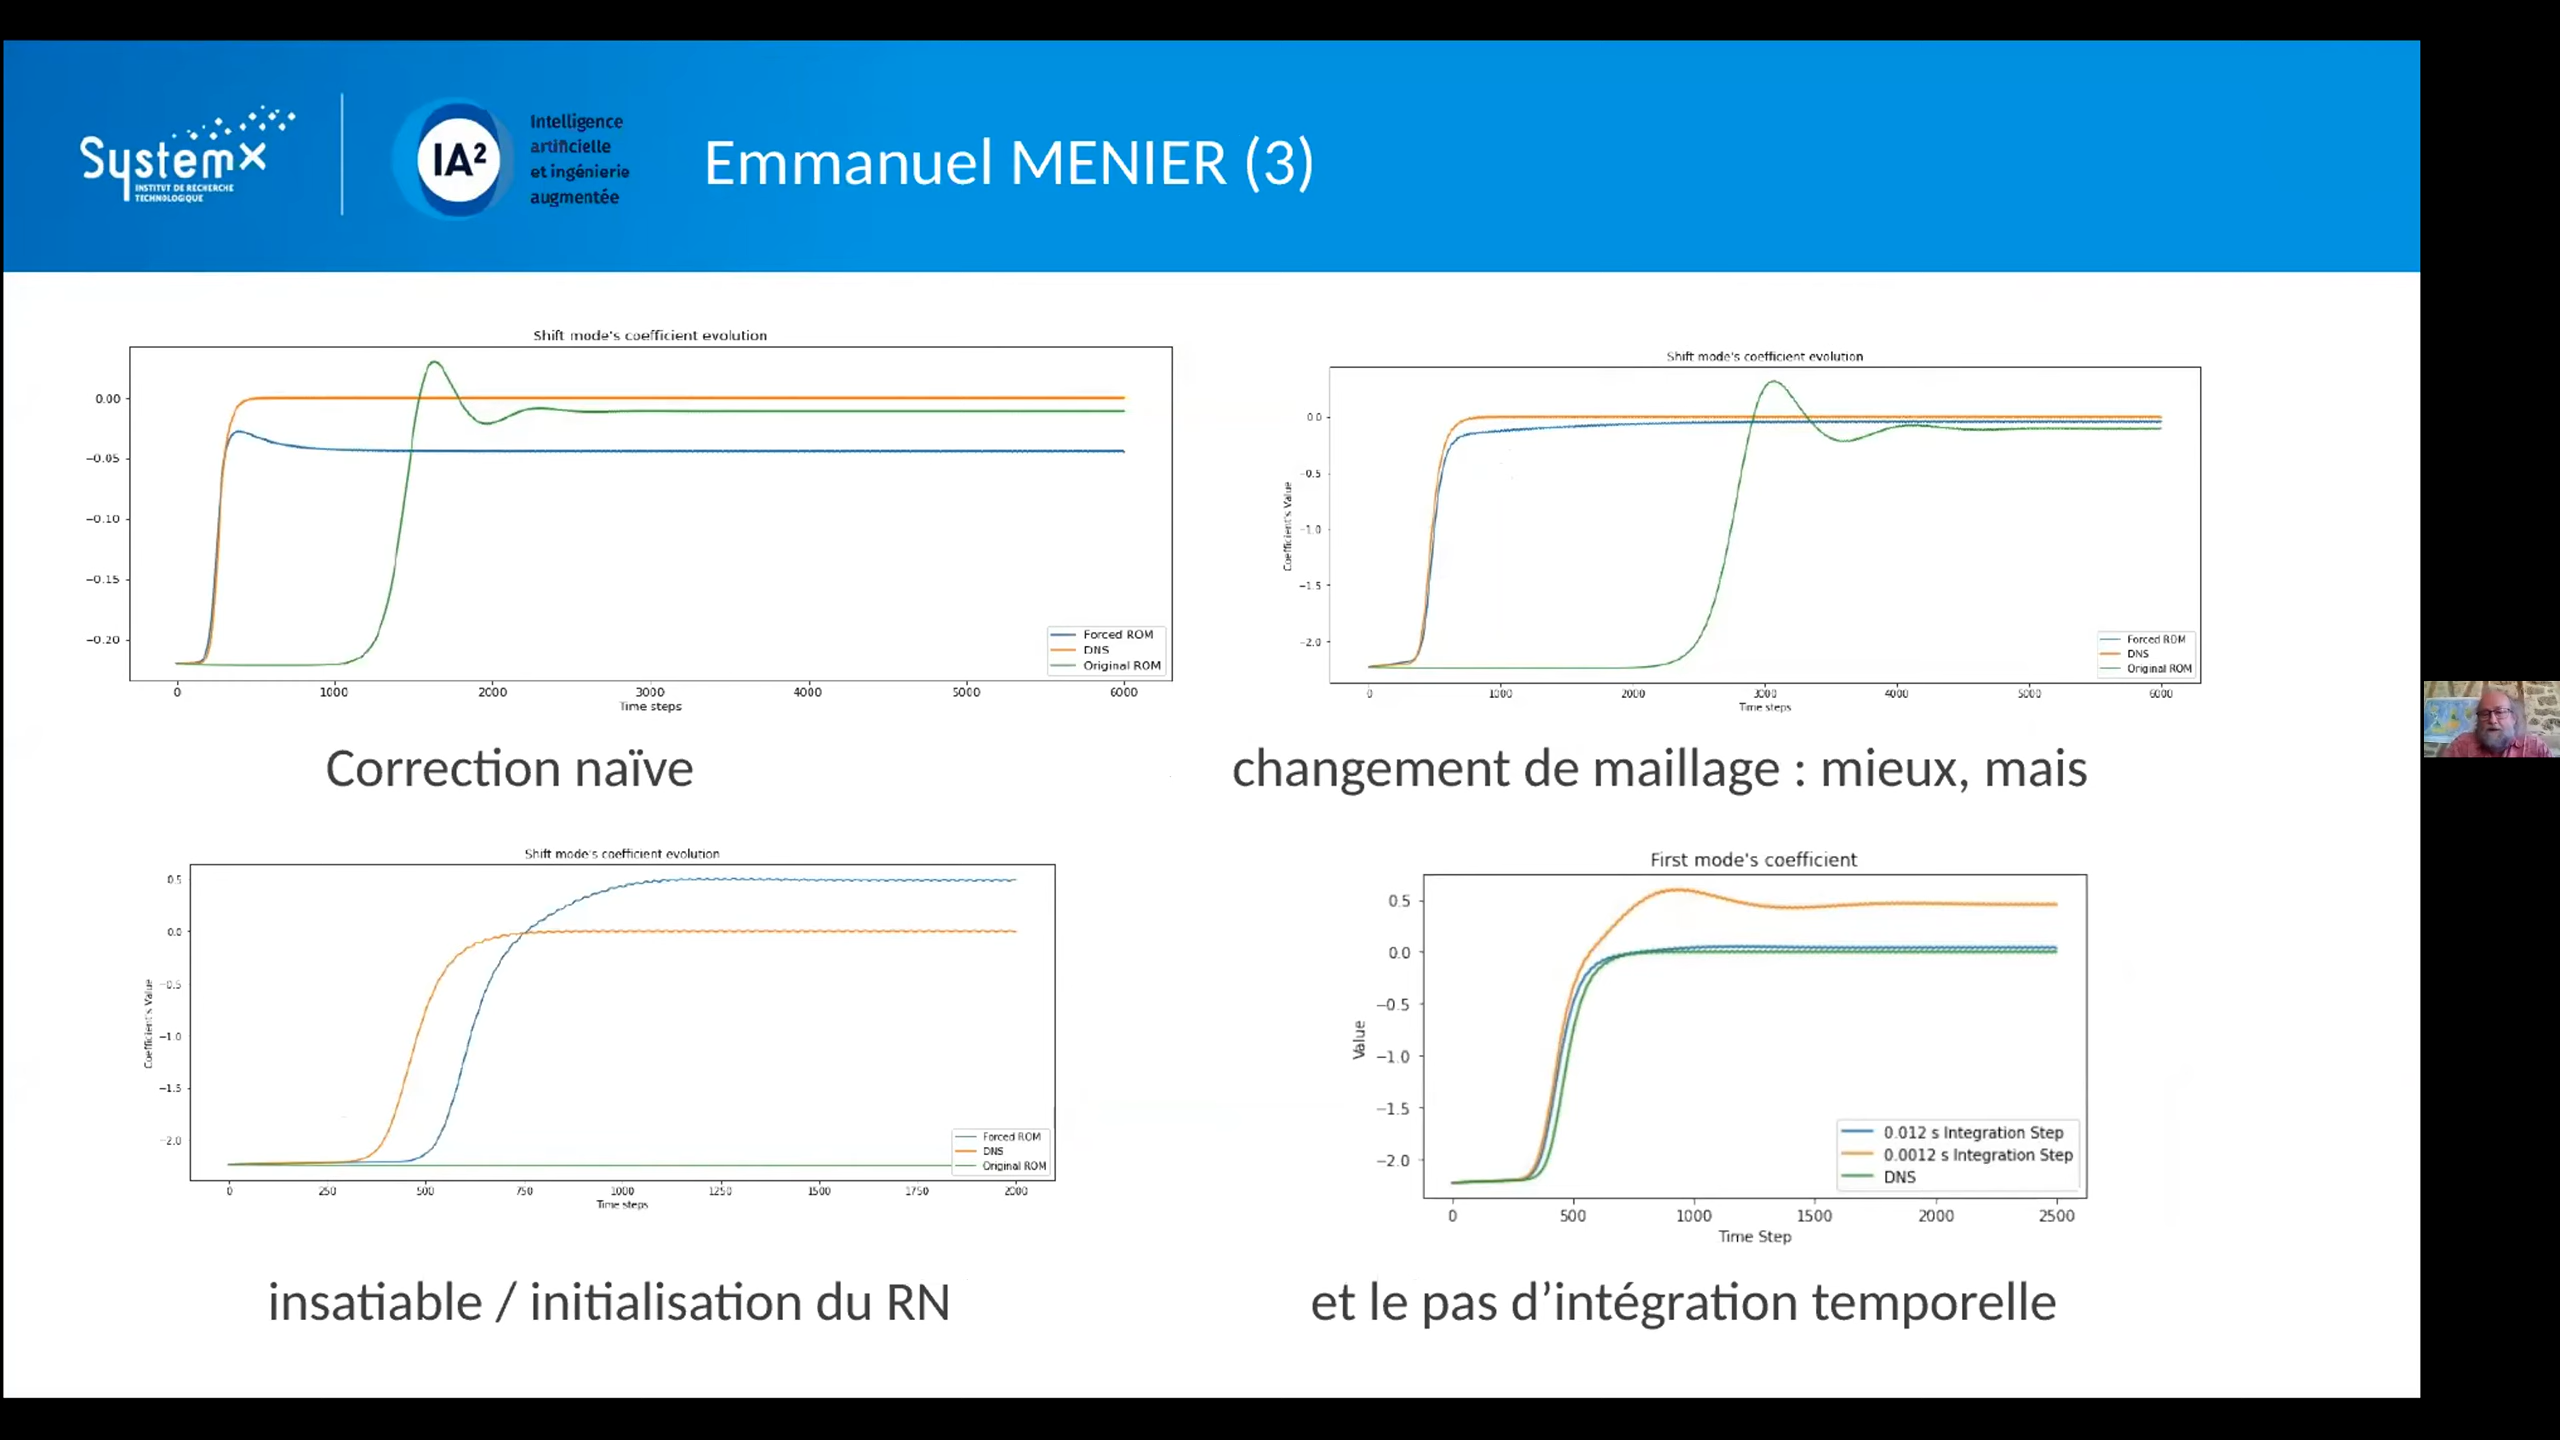 SystemX
INSTITUT DE RECHERCHE
TECHNOLOGIQUE
IA²
Intelligence
artificielle
et ingénierie
augmentée
Emmanuel MENIER (3)
Shift mode's coefficient evolution
0.00
−0.05
−0.10
−0.15
−0.20
0 1000 2000 3000 4000 5000 6000
Time steps
Forced ROM
DNS
Original ROM
Correction naïve
Shift mode's coefficient evolution
Coefficient's Value
0.0
−0.5
−1.0
−1.5
−2.0
0 1000 2000 3000 4000 5000 6000
Time steps
Forced ROM
DNS
Original ROM
changement de maillage : mieux, mais
Shift mode's coefficient evolution
Coefficient's Value
0.5
0.0
−0.5
−1.0
−1.5
−2.0
0 250 500 750 1000 1250 1500 1750 2000
Time steps
Forced ROM
DNS
Original ROM
insatiable / initialisation du RN
First mode's coefficient
Value
0.5
0.0
−0.5
−1.0
−1.5
−2.0
0 500 1000 1500 2000 2500
Time Step
0.012 s Integration Step
0.0012 s Integration Step
DNS
et le pas d’intégration temporelle